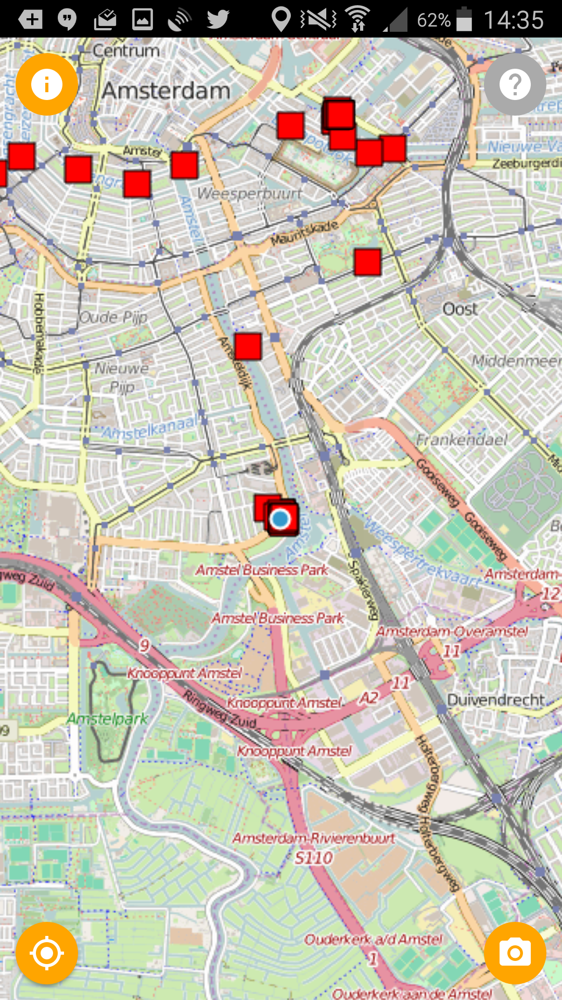 62% 14:35
Centrum
Amsterdam
Amstel
Nieuwe Va
Zeeburgerdi
Weesperbuurt
Amstel
Mauritskade
Hobbemakade
Oude Pijp
Oost
Amsteldijk
Nieuwe
Pijp
Middenmeer
Amstelkanaal
Frankendael
Gooiseweg
Gooiseweg
Amstel
Weespertrekvaart
Spaklerweg
Amstel Business Park
Amsterdam-
12
gweg Zuid
Amstel Business Park
Amsterdam-Overamstel
11
9
Knooppunt Amstel
11
A2
Knooppunt Amstel
Ringweg-Zuid
Duivendrecht
Amstelpark
09
Knooppunt Amstel
Holterbergweg
Holterbergweg
Amsterdam-Rivierenbuurt
S110
Ouderkerk a/d Amstel
1
Ouderkerk aan de Amstel